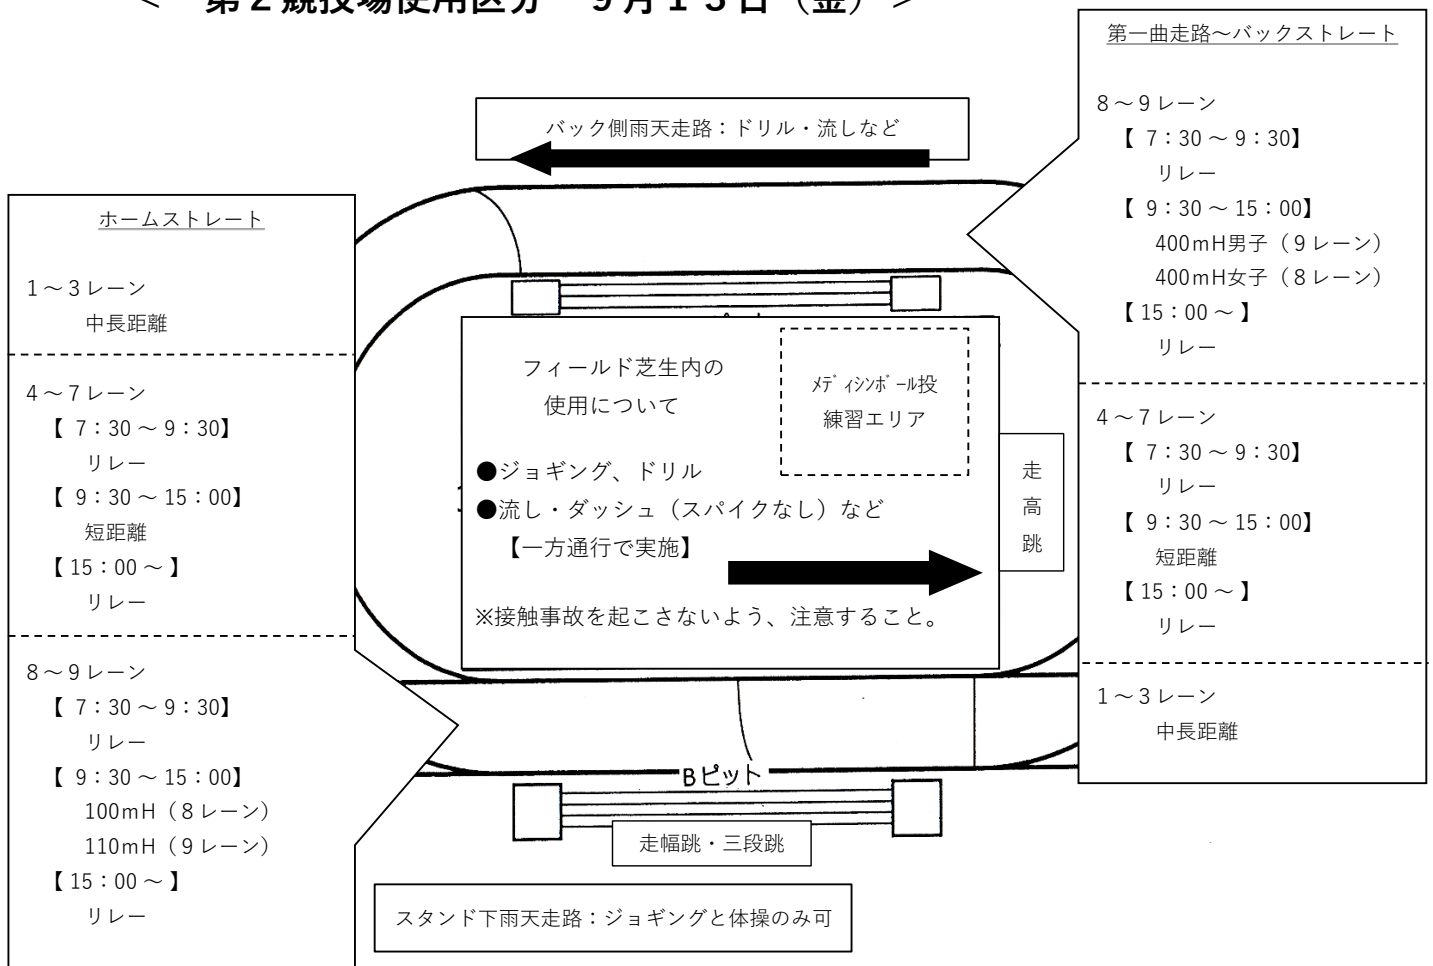 ＜　第２競技場使用区分　９月１３日（金）＞
バック側雨天走路：ドリル・流しなど
ホームストレート
1～3レーン
中長距離
4～7レーン
【 7：30～9：30】
リレー
【 9：30～15：00】
短距離
【15：00～】
リレー
8～9レーン
【 7：30～9：30】
リレー
【 9：30～15：00】
100mH（8レーン）
110mH（9レーン）
【15：00～】
リレー
フィールド芝生内の
使用について
●ジョギング、ドリル
●流し・ダッシュ（スパイクなし）など
【一方通行で実施】
※接触事故を起こさないよう、注意すること。
ﾒﾃﾞｨｼﾝﾎﾞｰﾙ投
練習エリア
走
高
跳
第一曲走路～バックストレート
8～9レーン
【 7：30～9：30】
リレー
【 9：30～15：00】
400mH男子（9レーン）
400mH女子（8レーン）
【15：00～】
リレー
4～7レーン
【 7：30～9：30】
リレー
【 9：30～15：00】
短距離
【15：00～】
リレー
1～3レーン
中長距離
Bピット
走幅跳・三段跳
スタンド下雨天走路：ジョギングと体操のみ可